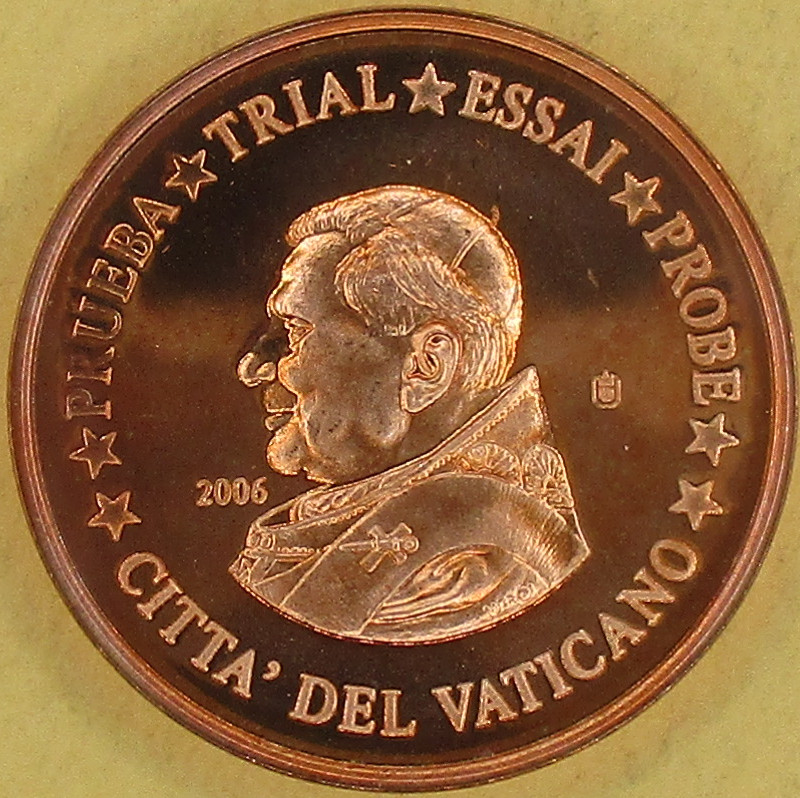 PRUEBA ★ TRIAL ★ ESSAI ★ PROBE
2006
CITTA' DEL VATICANO